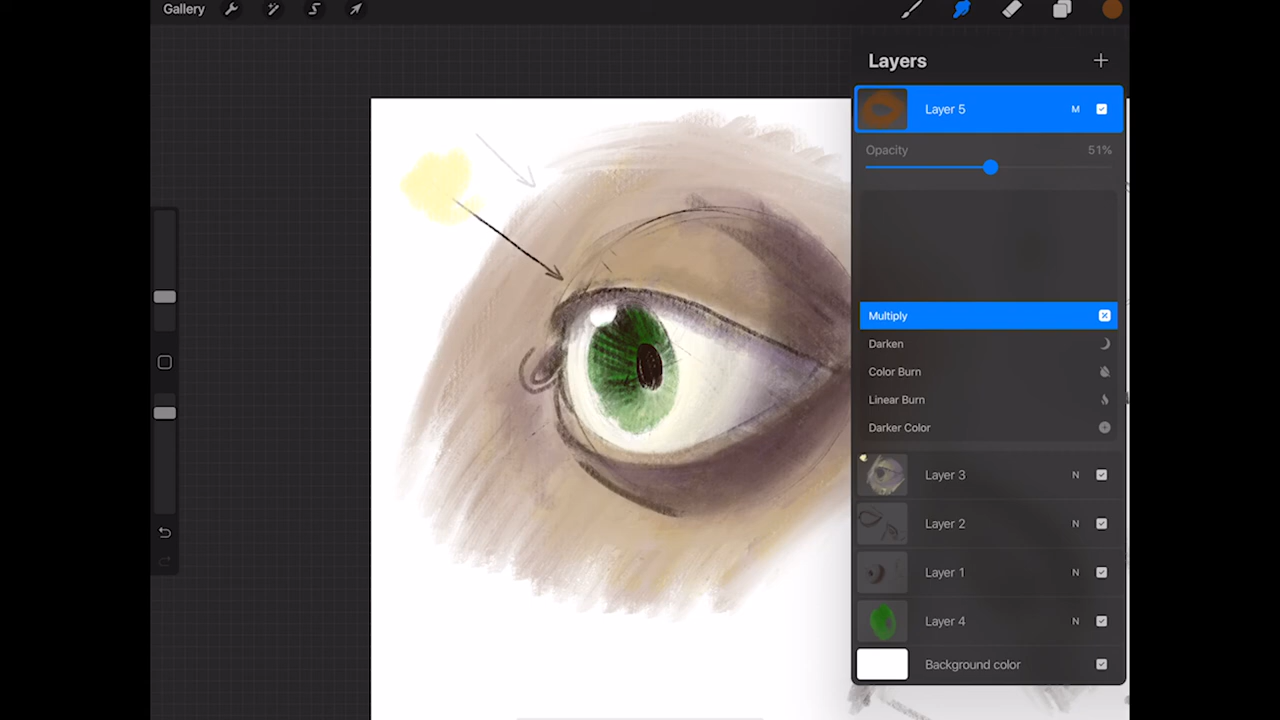 Gallery
Layers
Layer 5 M
Opacity 51%
Multiply
Darken
Color Burn
Linear Burn
Darker Color
Layer 3 N
Layer 2 N
Layer 1 N
Layer 4 N
Background color